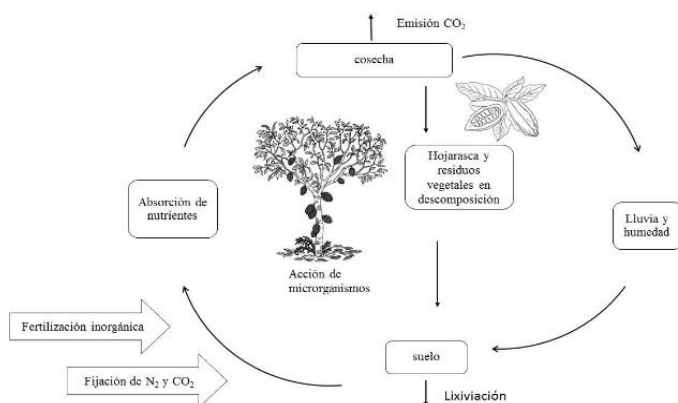 Emisión CO₂
cosecha
Hojarasca y
residuos
vegetales en
descomposición
Absorción de
nutrientes
Lluvia y
humedad
Acción de
microrganismos
Fertilización inorgánica
suelo
Fijación de N₂ y CO₂
Lixiviación